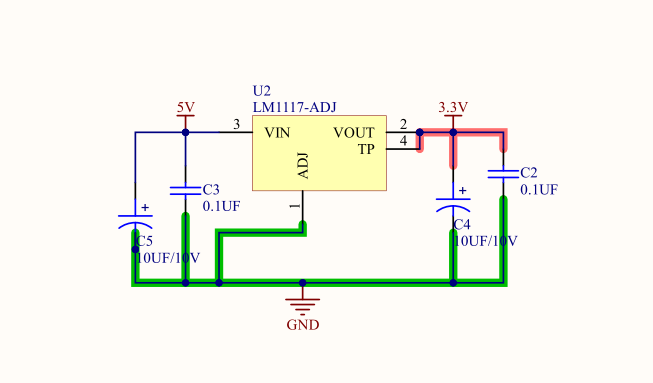 U2
LM1117-ADJ
5V
3.3V
3
VIN
VOUT
2
TP
4
ADJ
1
C3
0.1UF
C2
0.1UF
C5
10UF/10V
C4
10UF/10V
GND